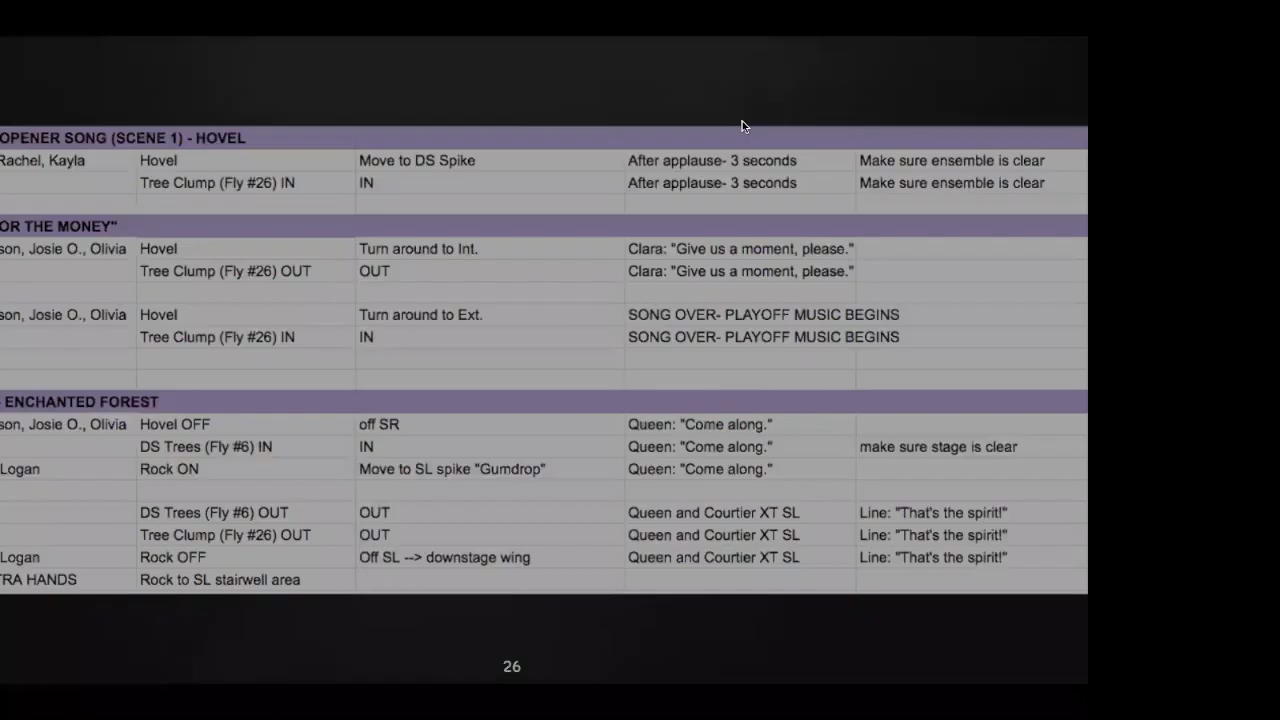 OPENER SONG (SCENE 1) - HOVEL
Rachel, Kayla Hovel Move to DS Spike After applause- 3 seconds Make sure ensemble is clear
Tree Clump (Fly #26) IN IN After applause- 3 seconds Make sure ensemble is clear
OR THE MONEY"
son, Josie O., Olivia Hovel Turn around to Int. Clara: "Give us a moment, please."
Tree Clump (Fly #26) OUT OUT Clara: "Give us a moment, please."
son, Josie O., Olivia Hovel Turn around to Ext. SONG OVER- PLAYOFF MUSIC BEGINS
Tree Clump (Fly #26) IN IN SONG OVER- PLAYOFF MUSIC BEGINS
- ENCHANTED FOREST
son, Josie O., Olivia Hovel OFF off SR Queen: "Come along."
DS Trees (Fly #6) IN IN Queen: "Come along." make sure stage is clear
Logan Rock ON Move to SL spike "Gumdrop" Queen: "Come along."
DS Trees (Fly #6) OUT OUT Queen and Courtier XT SL Line: "That's the spirit!"
Tree Clump (Fly #26) OUT OUT Queen and Courtier XT SL Line: "That's the spirit!"
Logan Rock OFF Off SL --> downstage wing Queen and Courtier XT SL Line: "That's the spirit!"
TRA HANDS Rock to SL stairwell area
26